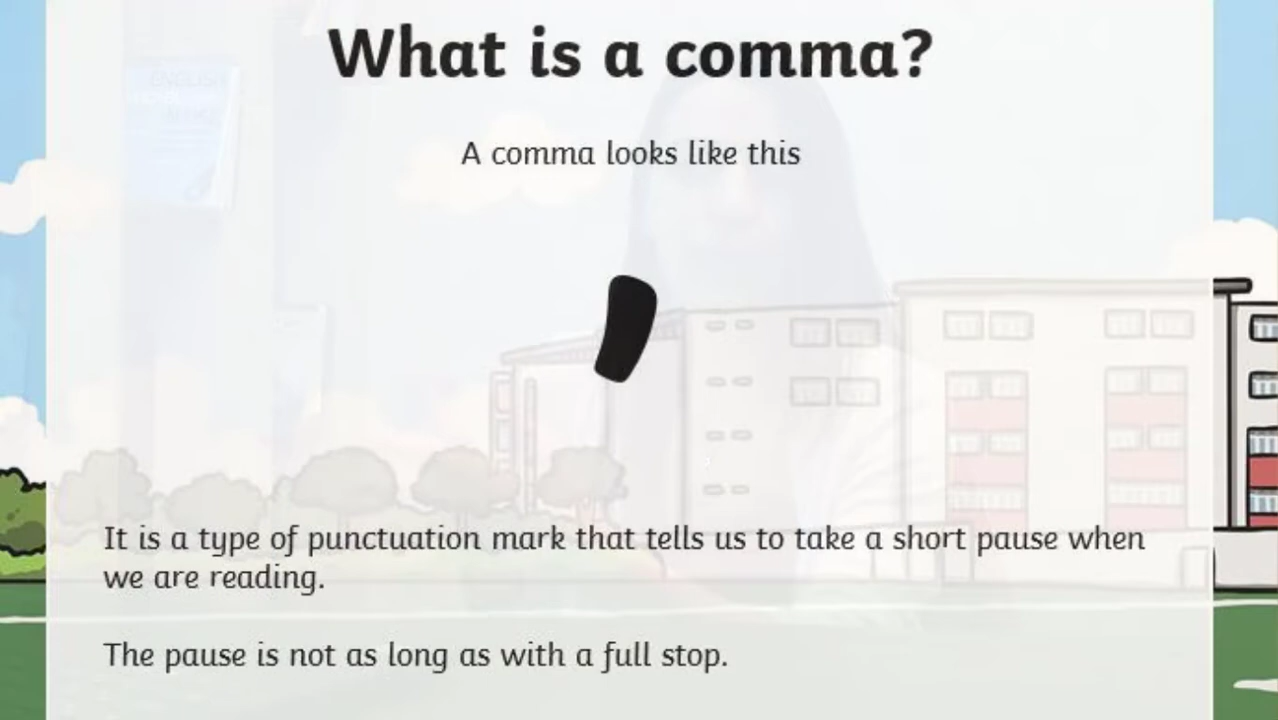 What is a comma?
A comma looks like this
,
It is a type of punctuation mark that tells us to take a short pause when
we are reading.
The pause is not as long as with a full stop.